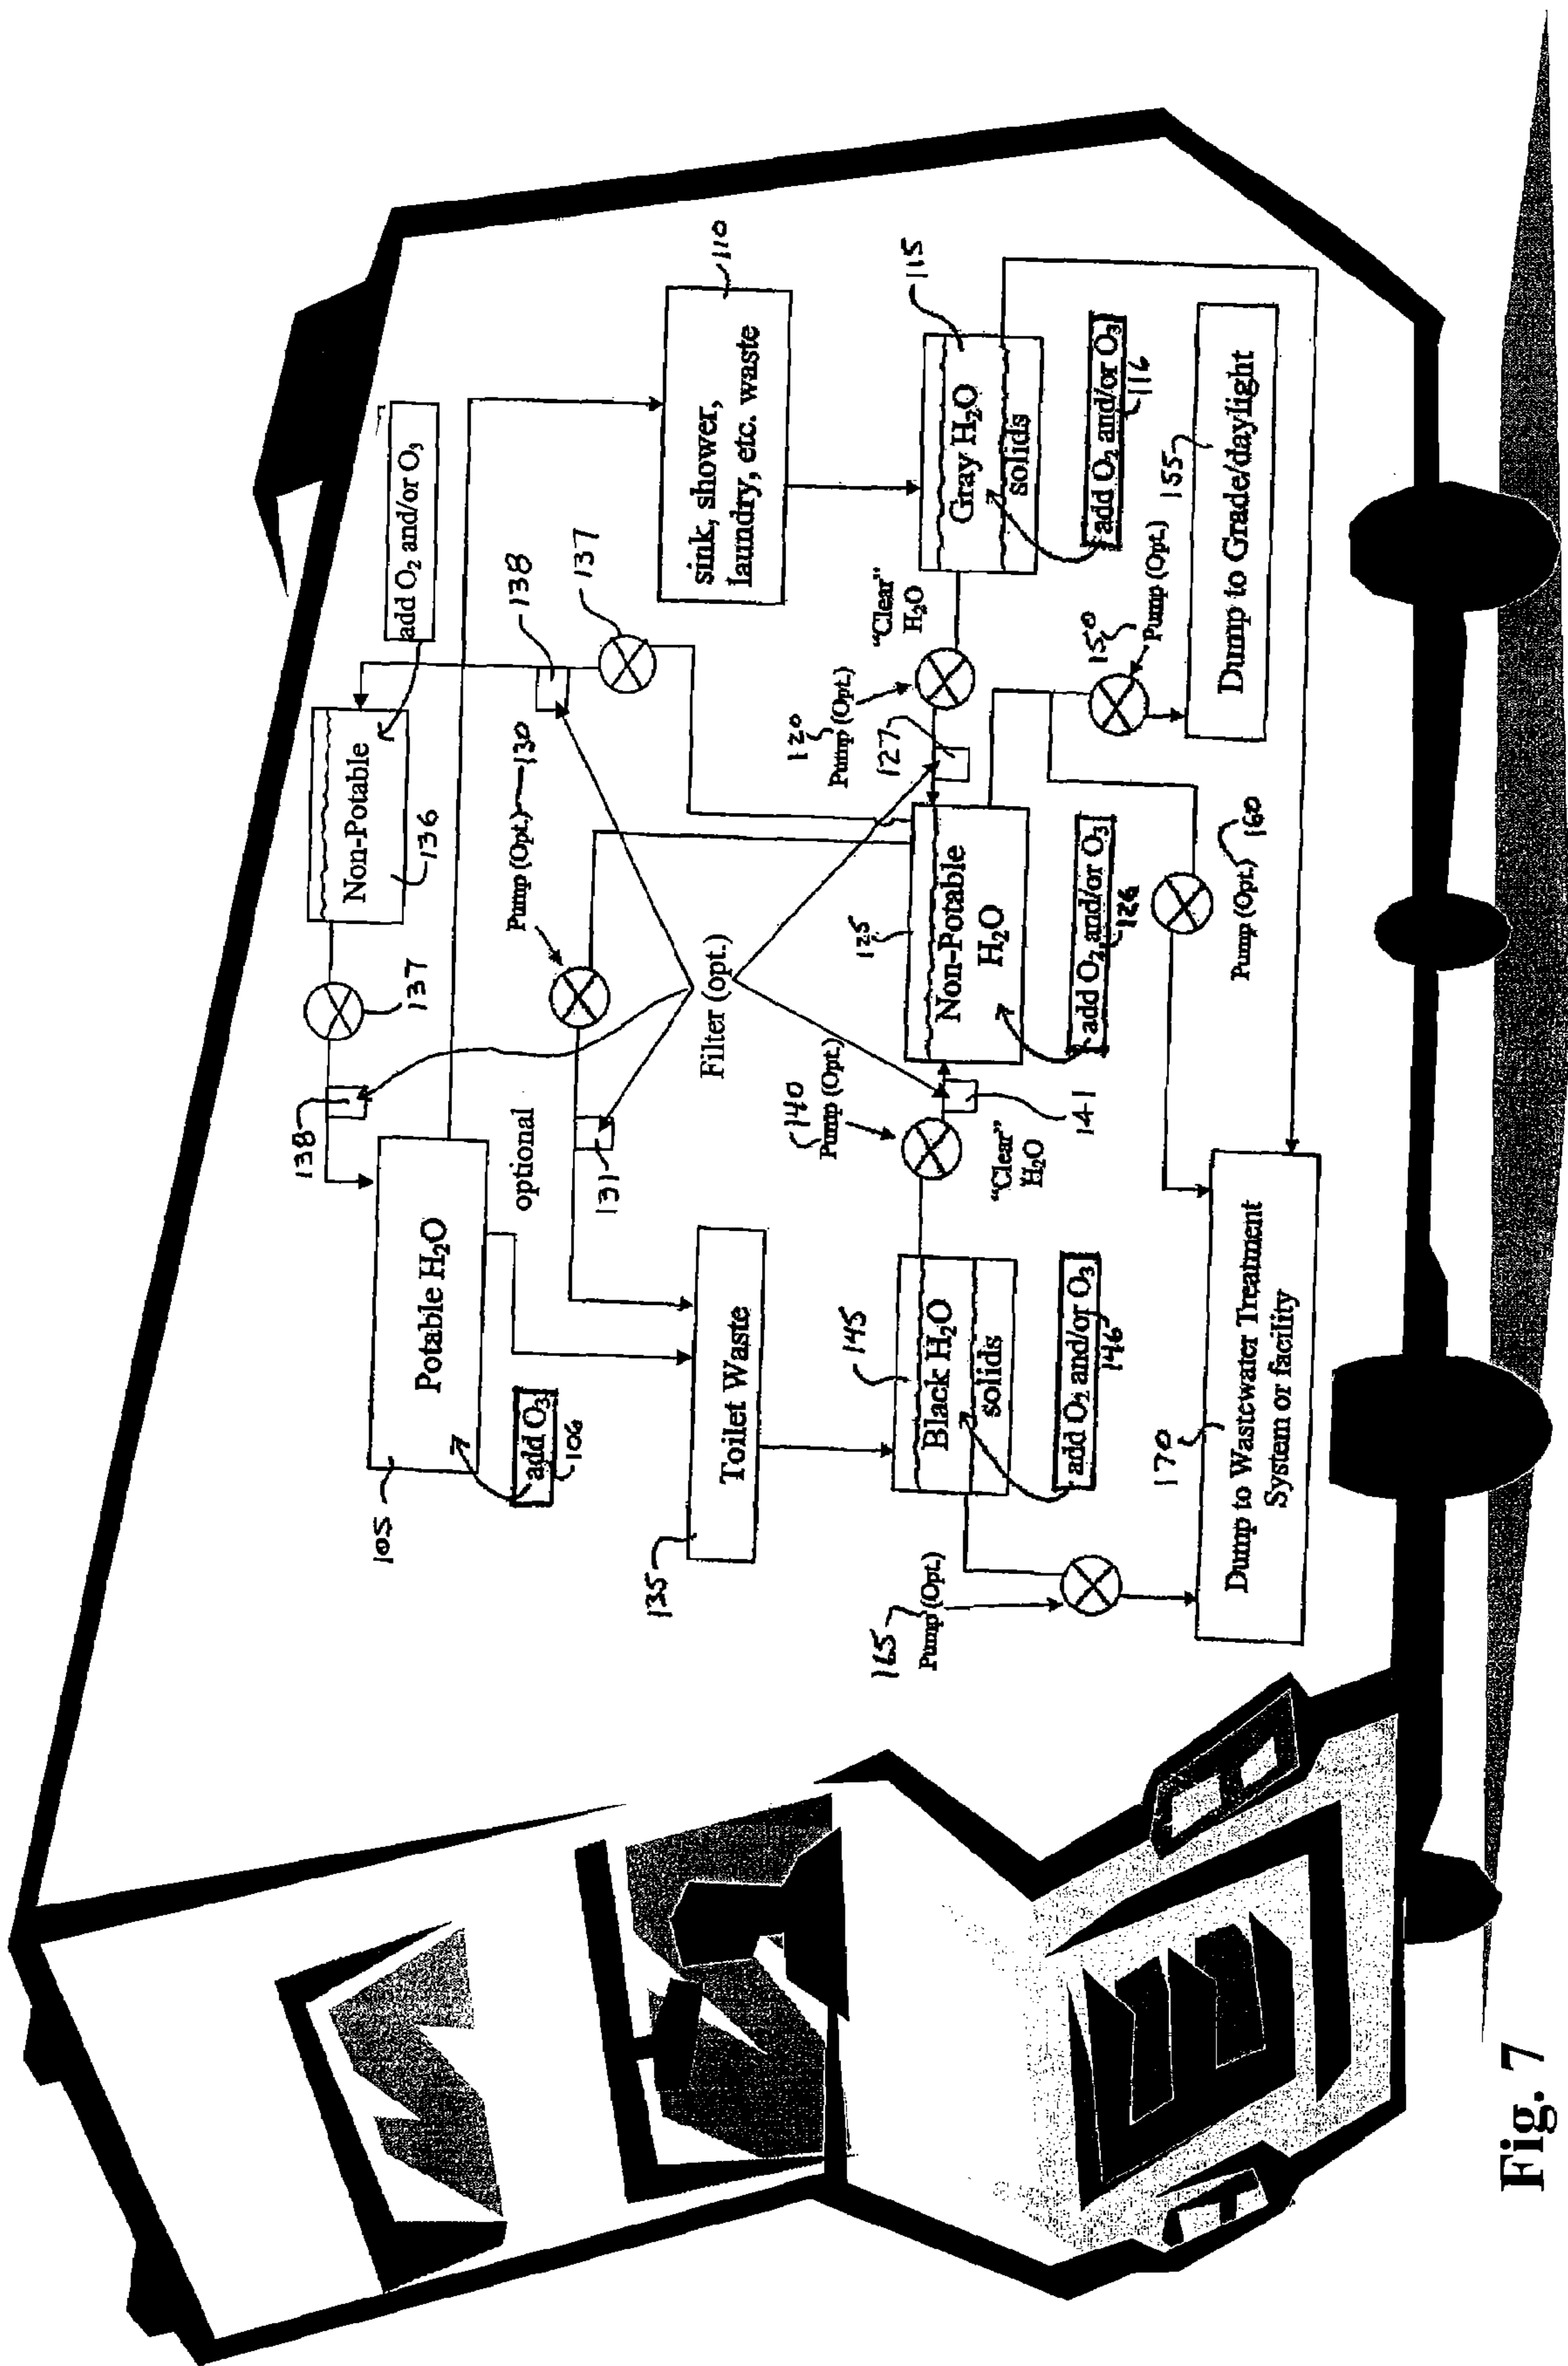 Non-Potable
136
add O₂ and/or O₃
137
138
Potable H₂O
105
add O₃
106
optional
Pump (Opt.)
130
138
137
131
Filter (opt.)
sink, shower,
laundry, etc. waste
110
Toilet Waste
135
Pump (Opt.)
140
"Clear"
H₂O
141
Pump (Opt.)
120
127
"Clear"
H₂O
Black H₂O
solids
145
add O₂ and/or O₃
146
Non-Potable
H₂O
125
add O₂ and/or O₃
126
Gray H₂O
solids
115
add O₂ and/or O₃
116
165
Pump (Opt.)
Pump (Opt.)
160
150
Pump (Opt.)
155
Dump to Grade/daylight
170
Dump to Wastewater Treatment
System or facility
Fig. 7